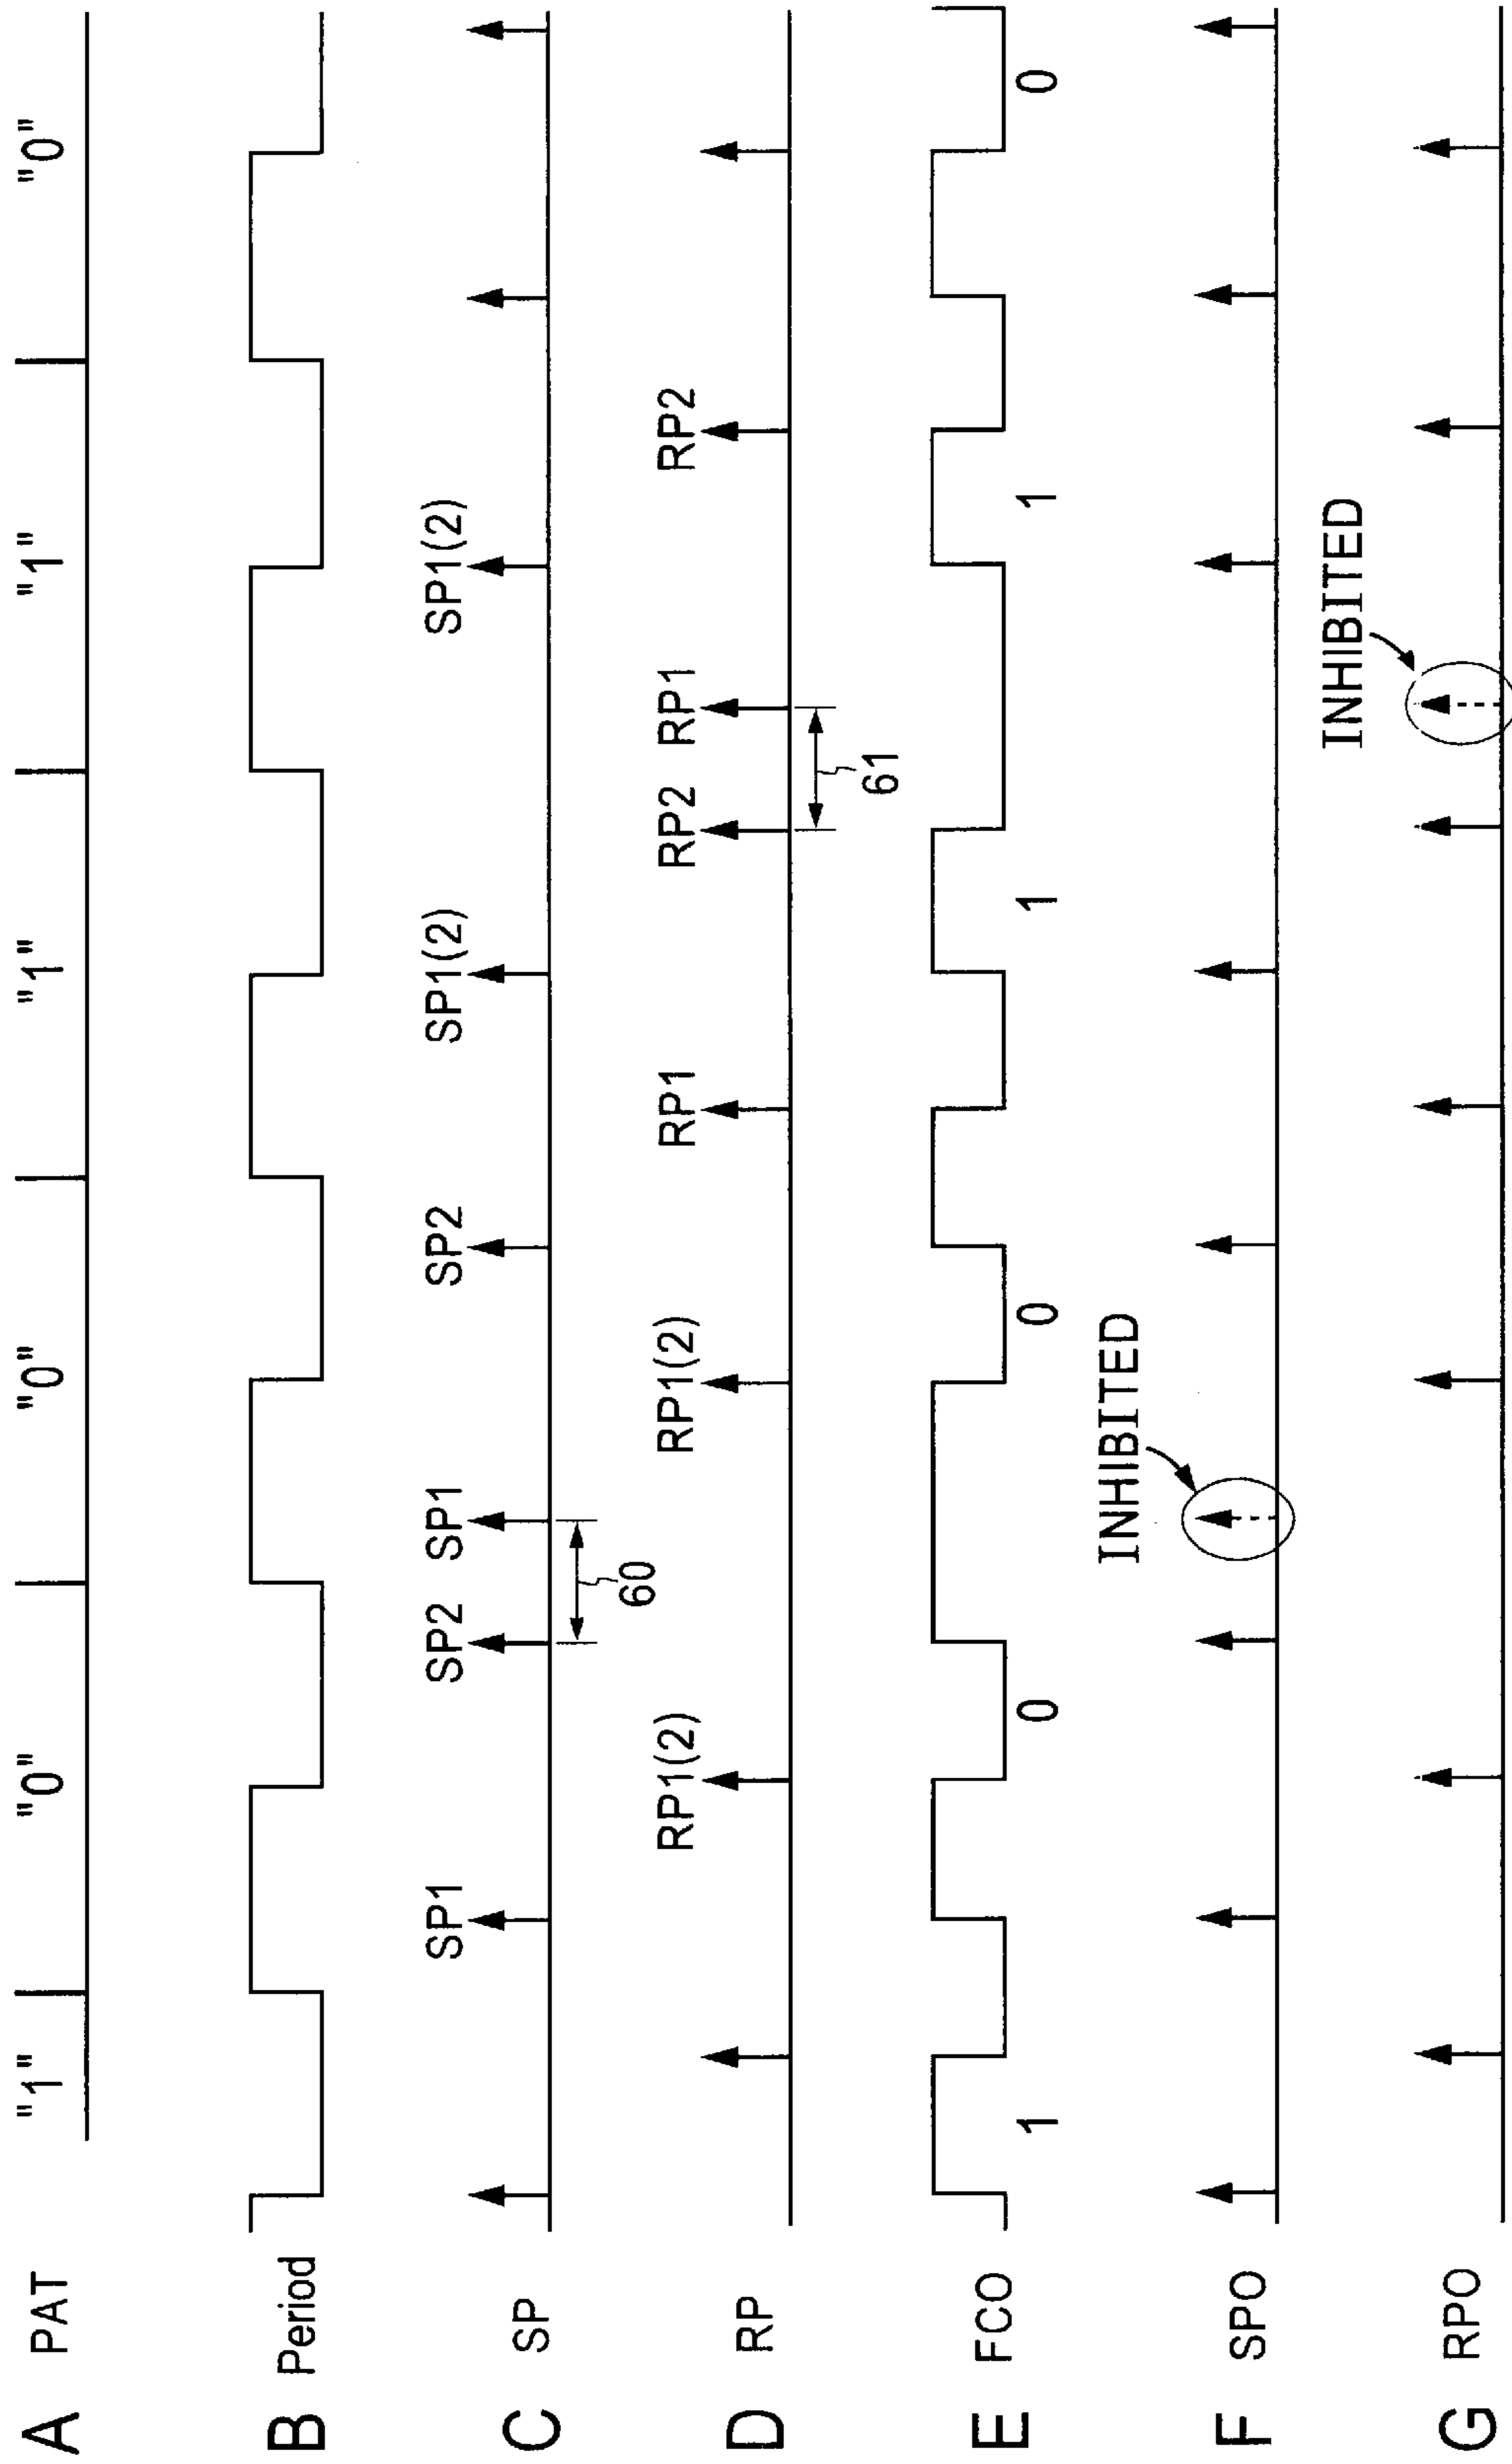 A PAT "1" "0" "0" "1" "1" "0"
B Period
C SP SP1 SP2 SP1 SP2 SP1(2) SP1(2)
60
D RP RP1(2) RP1(2) RP1 RP2 RP1 RP2
61
E FCO
1 0 0 1 1 0
F SPO INHIBITED
G RPO INHIBITED